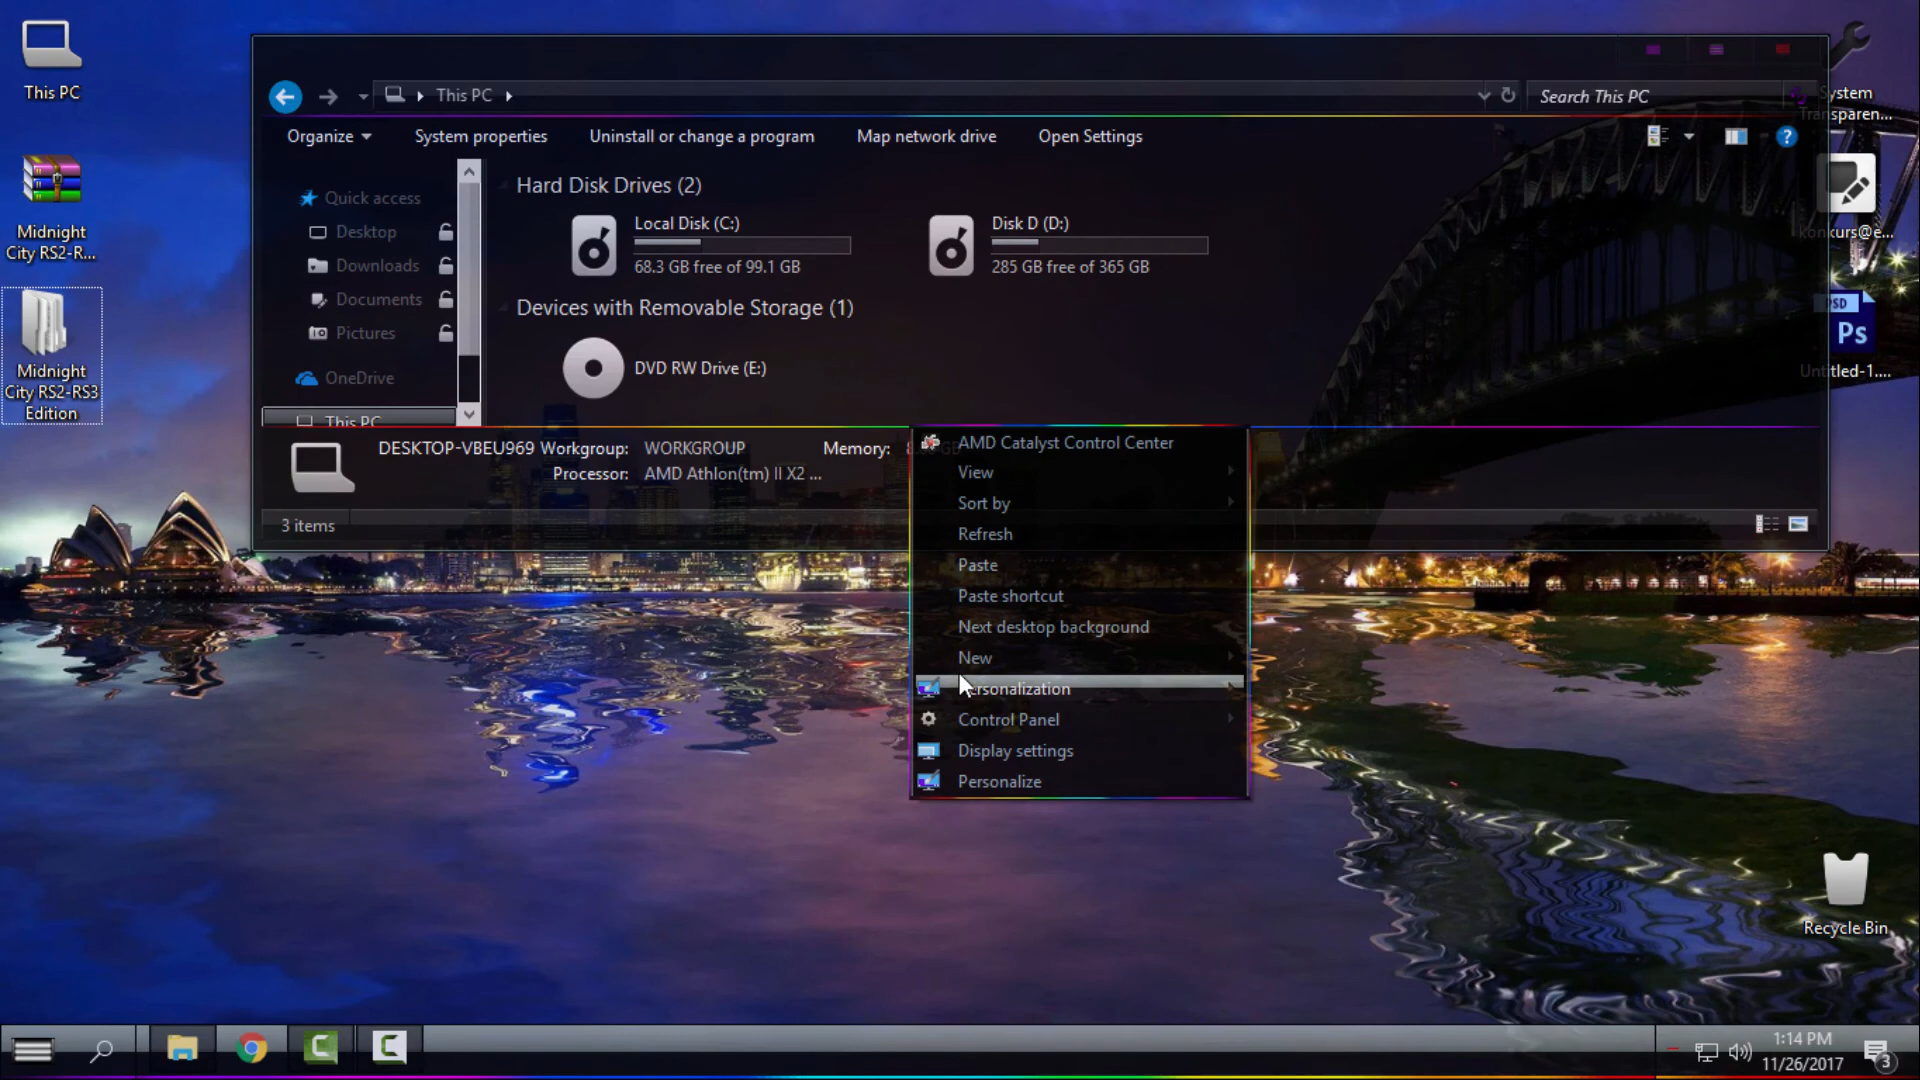 This PC
Midnight
City RS2-R...
Midnight
City RS2-RS3
Edition
This PC
Search This PC
Organize
System properties
Uninstall or change a program
Map network drive
Open Settings
Quick access
Desktop
Downloads
Documents
Pictures
OneDrive
This PC
Hard Disk Drives (2)
Local Disk (C:)
68.3 GB free of 99.1 GB
Disk D (D:)
285 GB free of 365 GB
Devices with Removable Storage (1)
DVD RW Drive (E:)
DESKTOP-VBEU969 Workgroup: WORKGROUP Memory:
Processor: AMD Athlon(tm) II X2 ...
3 items
AMD Catalyst Control Center
View
Sort by
Refresh
Paste
Paste shortcut
Next desktop background
New
Personalization
Control Panel
Display settings
Personalize
System
Transparen...
konkurs@e...
PSD
Ps
Untitled-1....
Recycle Bin
1:14 PM
11/26/2017
3